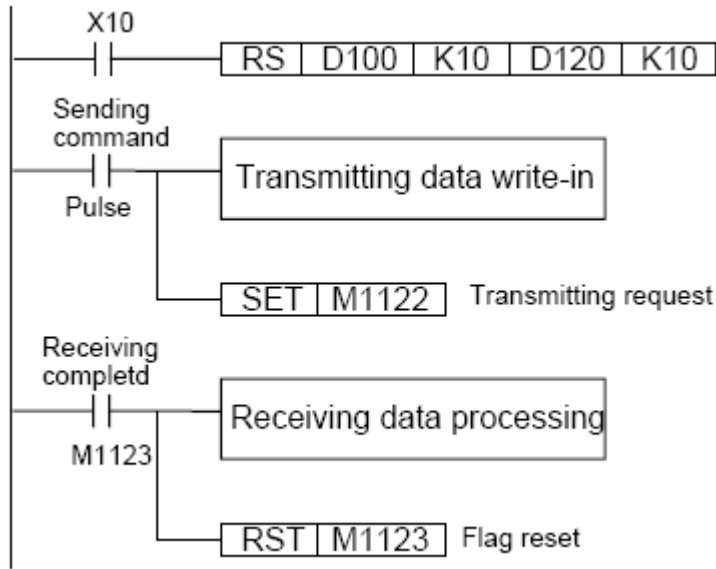 X10
RS D100 K10 D120 K10
Sending
command
Transmitting data write-in
Pulse
SET M1122 Transmitting request
Receiving
completd
Receiving data processing
M1123
RST M1123 Flag reset